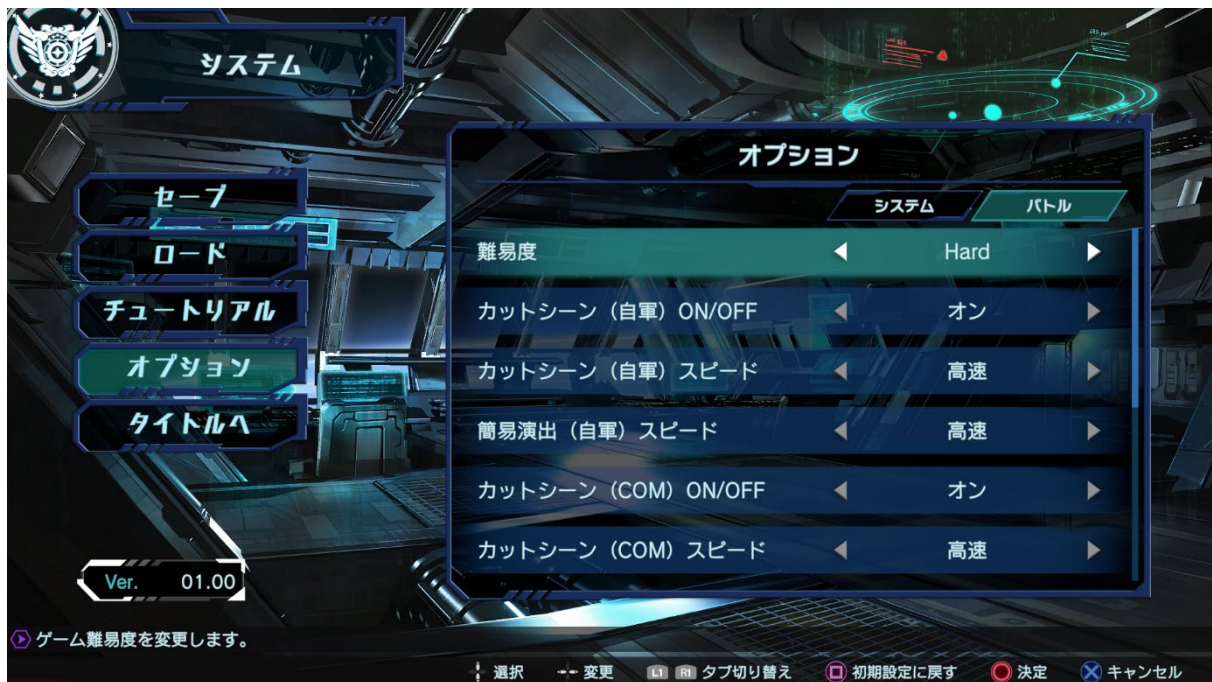 システム
オプション
システム
バトル
セーブ
ロード
チュートリアル
オプション
タイトルへ
難易度 Hard
カットシーン（自軍）ON/OFF オン
カットシーン（自軍）スピード 高速
簡易演出（自軍）スピード 高速
カットシーン（COM）ON/OFF オン
カットシーン（COM）スピード 高速
Ver. 01.00
ゲーム難易度を変更します。
選択 変更 L1 R1 タブ切り替え 初期設定に戻す 決定 キャンセル